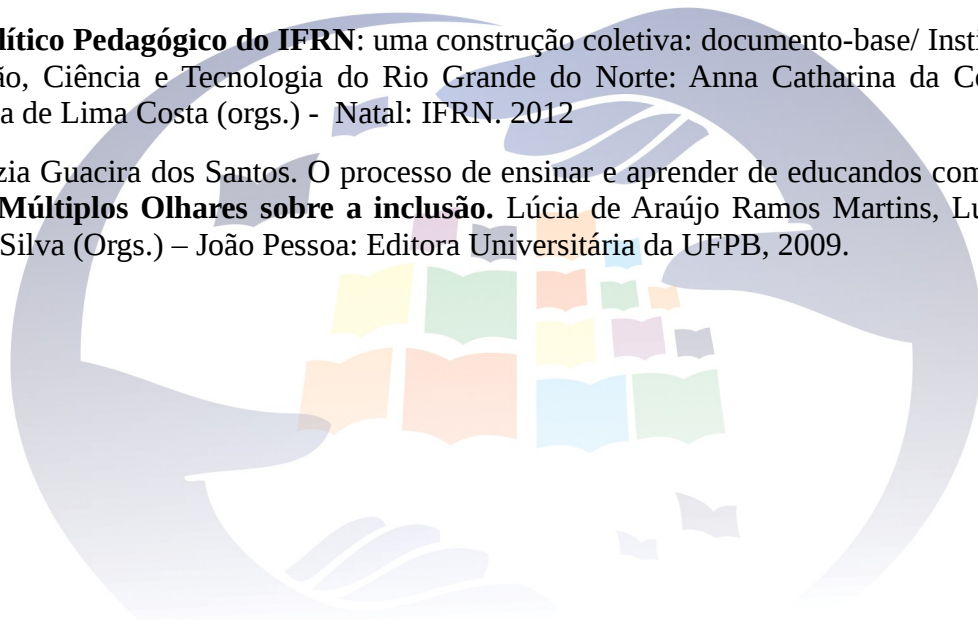 lítico Pedagógico do IFRN: uma construção coletiva: documento-base/ Insti
ão, Ciência e Tecnologia do Rio Grande do Norte: Anna Catharina da Co
a de Lima Costa (orgs.) - Natal: IFRN. 2012
zia Guacira dos Santos. O processo de ensinar e aprender de educandos com
Múltiplos Olhares sobre a inclusão. Lúcia de Araújo Ramos Martins, Lu
Silva (Orgs.) – João Pessoa: Editora Universitária da UFPB, 2009.